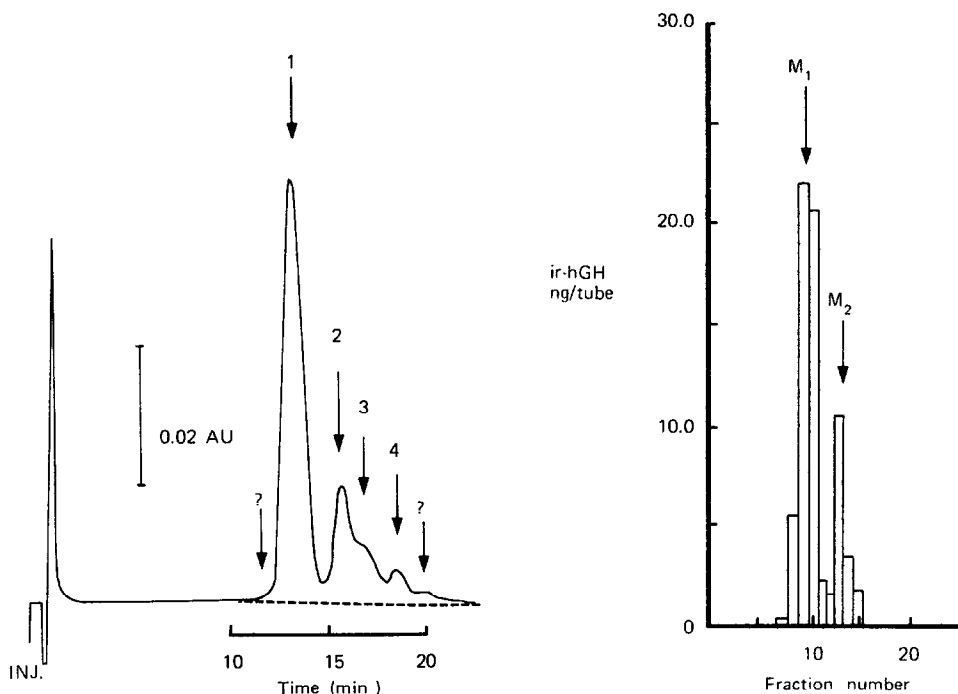 1
2
3
4
?
?
0.02 AU
INJ.
10 15 20
Time (min )
30.0
20.0
10.0
0
ir-hGH
ng/tube
M₁
M₂
10 20
Fraction number